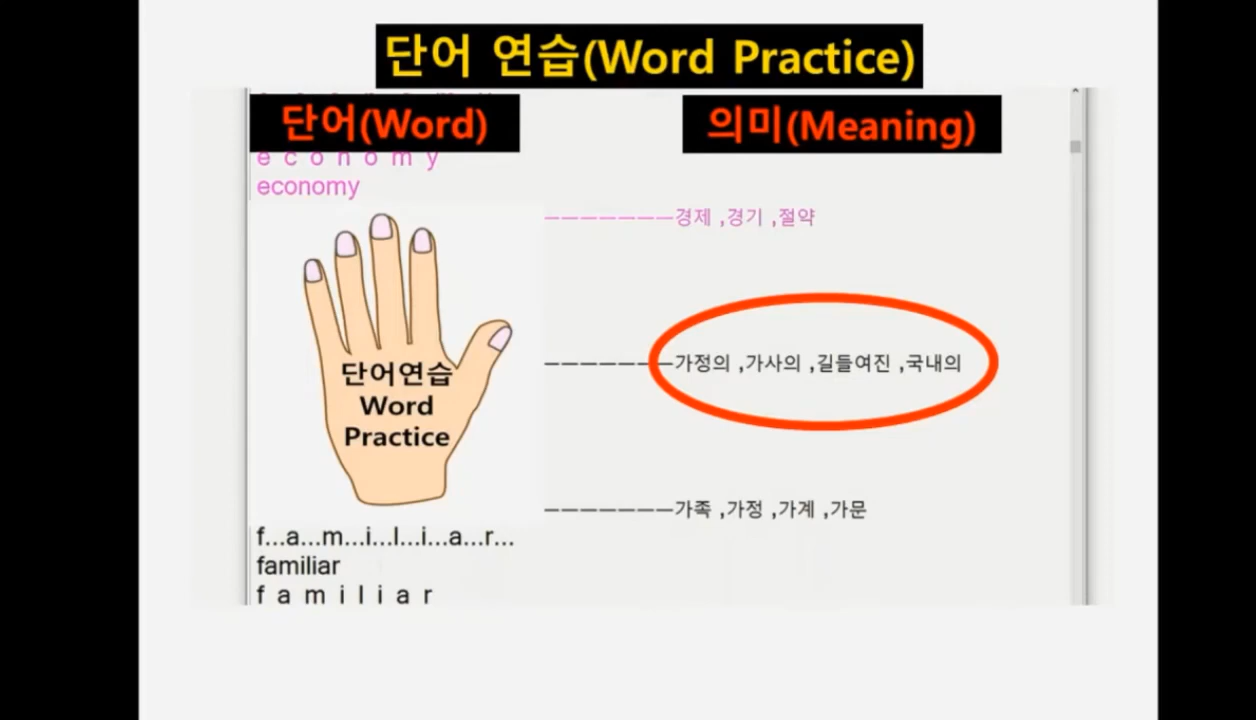 단어 연습(Word Practice)
단어(Word)
의미(Meaning)
e c o n o m y
economy
———————경제 ,경기 ,절약
———————가정의 ,가사의 ,길들여진 ,국내의
단어연습
Word
Practice
———————가족 ,가정 ,가계 ,가문
f...a...m...i...l...i...a...r...
familiar
f a m i l i a r